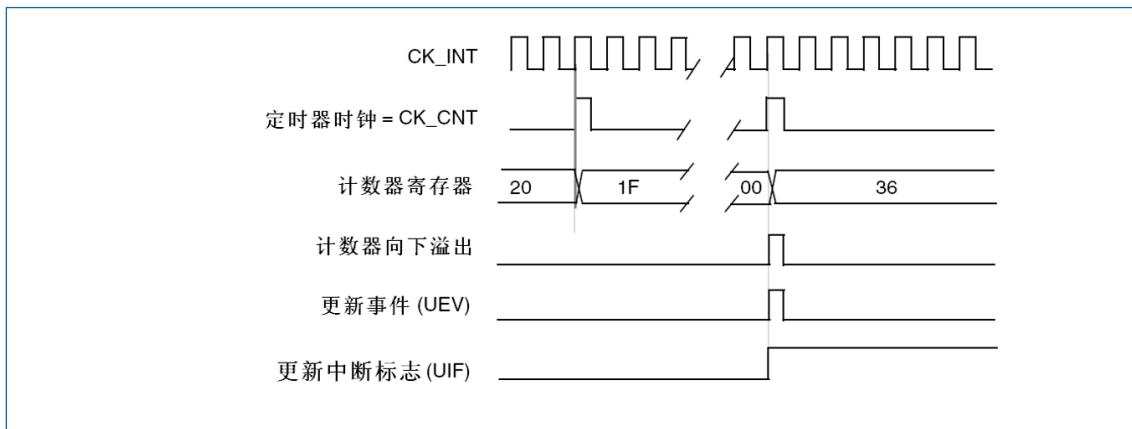 CK_INT
定时器时钟 = CK_CNT
计数器寄存器 20 1F 00 36
计数器向下溢出
更新事件 (UEV)
更新中断标志 (UIF)